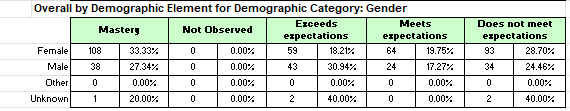 Overall by Demographic Element for Demographic Category: Gender
Mastery Not Observed Exceeds expectations Meets expectations Does not meet expectations
Female 108 33.33% 0 0.00% 59 18.21% 64 19.75% 93 28.70%
Male 38 27.34% 0 0.00% 43 30.94% 24 17.27% 34 24.46%
Other 0 0.00% 0 0.00% 0 0.00% 0 0.00% 0 0.00%
Unknown 1 20.00% 0 0.00% 2 40.00% 0 0.00% 2 40.00%